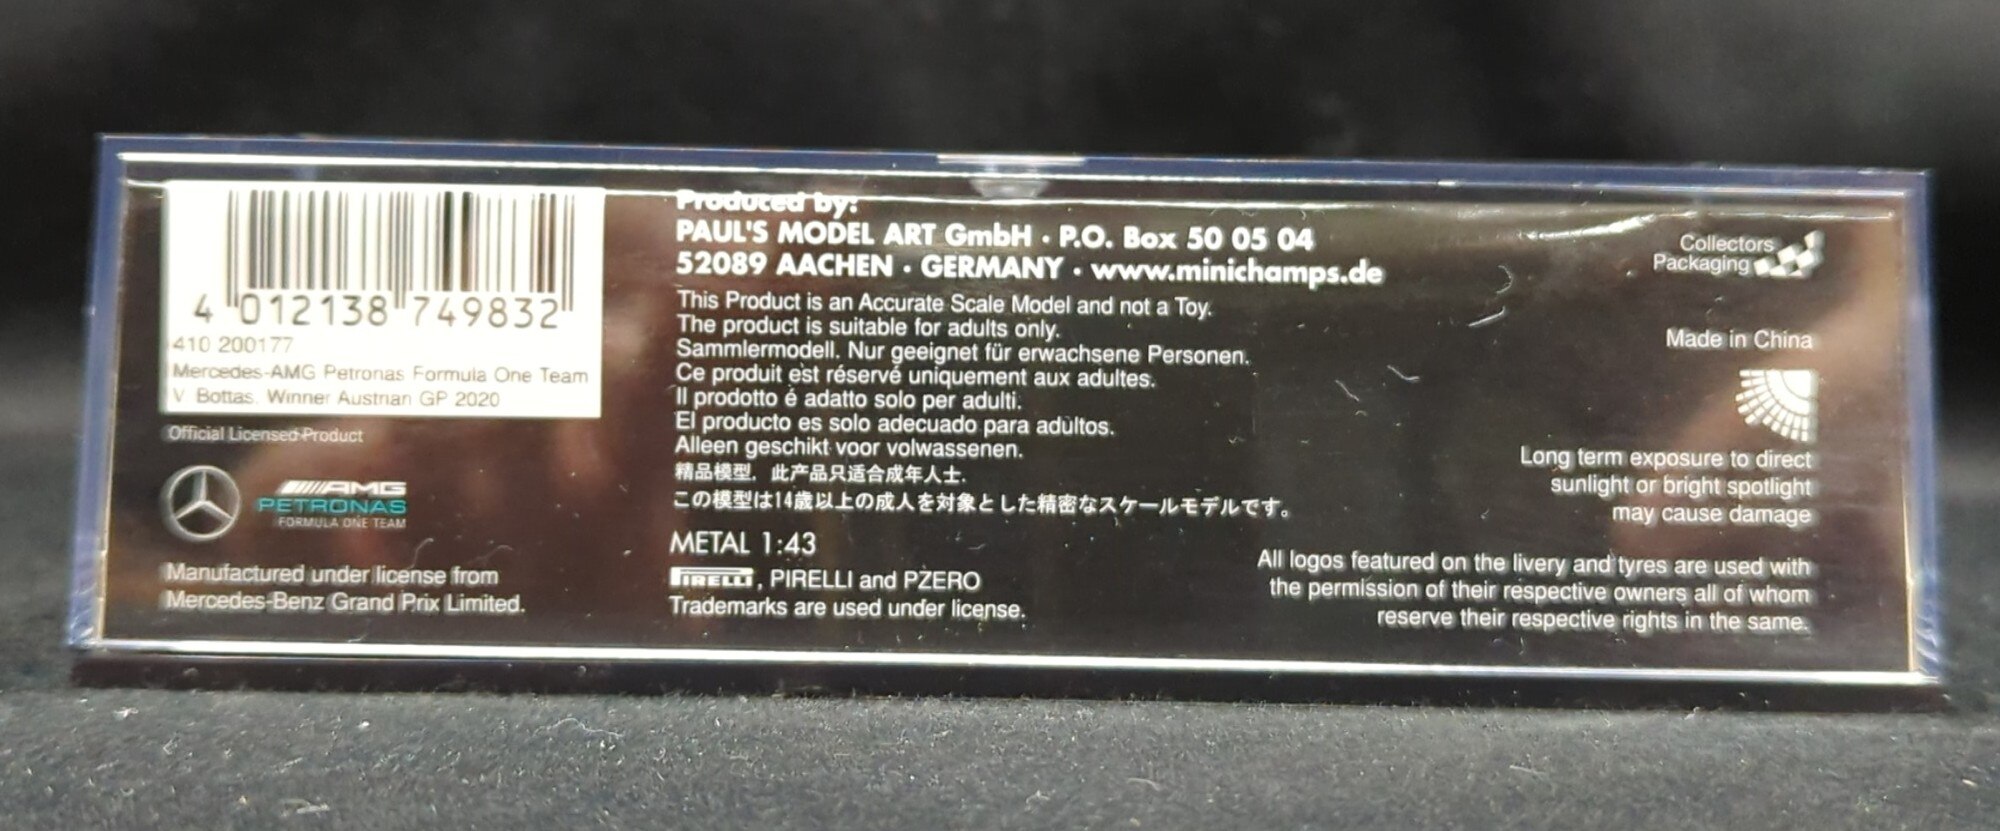 4 012138 749832
410 200177
Mercedes-AMG Petronas Formula One Team
V. Bottas. Winner Austrian GP 2020
Official Licensed Product
AMG
PETRONAS
FORMULA ONE TEAM
Manufactured under license from
Mercedes-Benz Grand Prix Limited.
Produced by:
PAUL'S MODEL ART GmbH · P.O. Box 50 05 04
52089 AACHEN · GERMANY · www.minichamps.de
This Product is an Accurate Scale Model and not a Toy.
The product is suitable for adults only.
Sammlermodell. Nur geeignet für erwachsene Personen.
Ce produit est réservé uniquement aux adultes.
Il prodotto é adatto solo per adulti.
El producto es solo adecuado para adultos.
Alleen geschikt voor volwassenen.
精品模型. 此产品只适合成年人士.
この模型は14歳以上の成人を対象とした精密なスケールモデルです。
METAL 1:43
PIRELLI, PIRELLI and PZERO
Trademarks are used under license.
Collectors
Packaging
Made in China
Long term exposure to direct
sunlight or bright spotlight
may cause damage
All logos featured on the livery and tyres are used with
the permission of their respective owners all of whom
reserve their respective rights in the same.